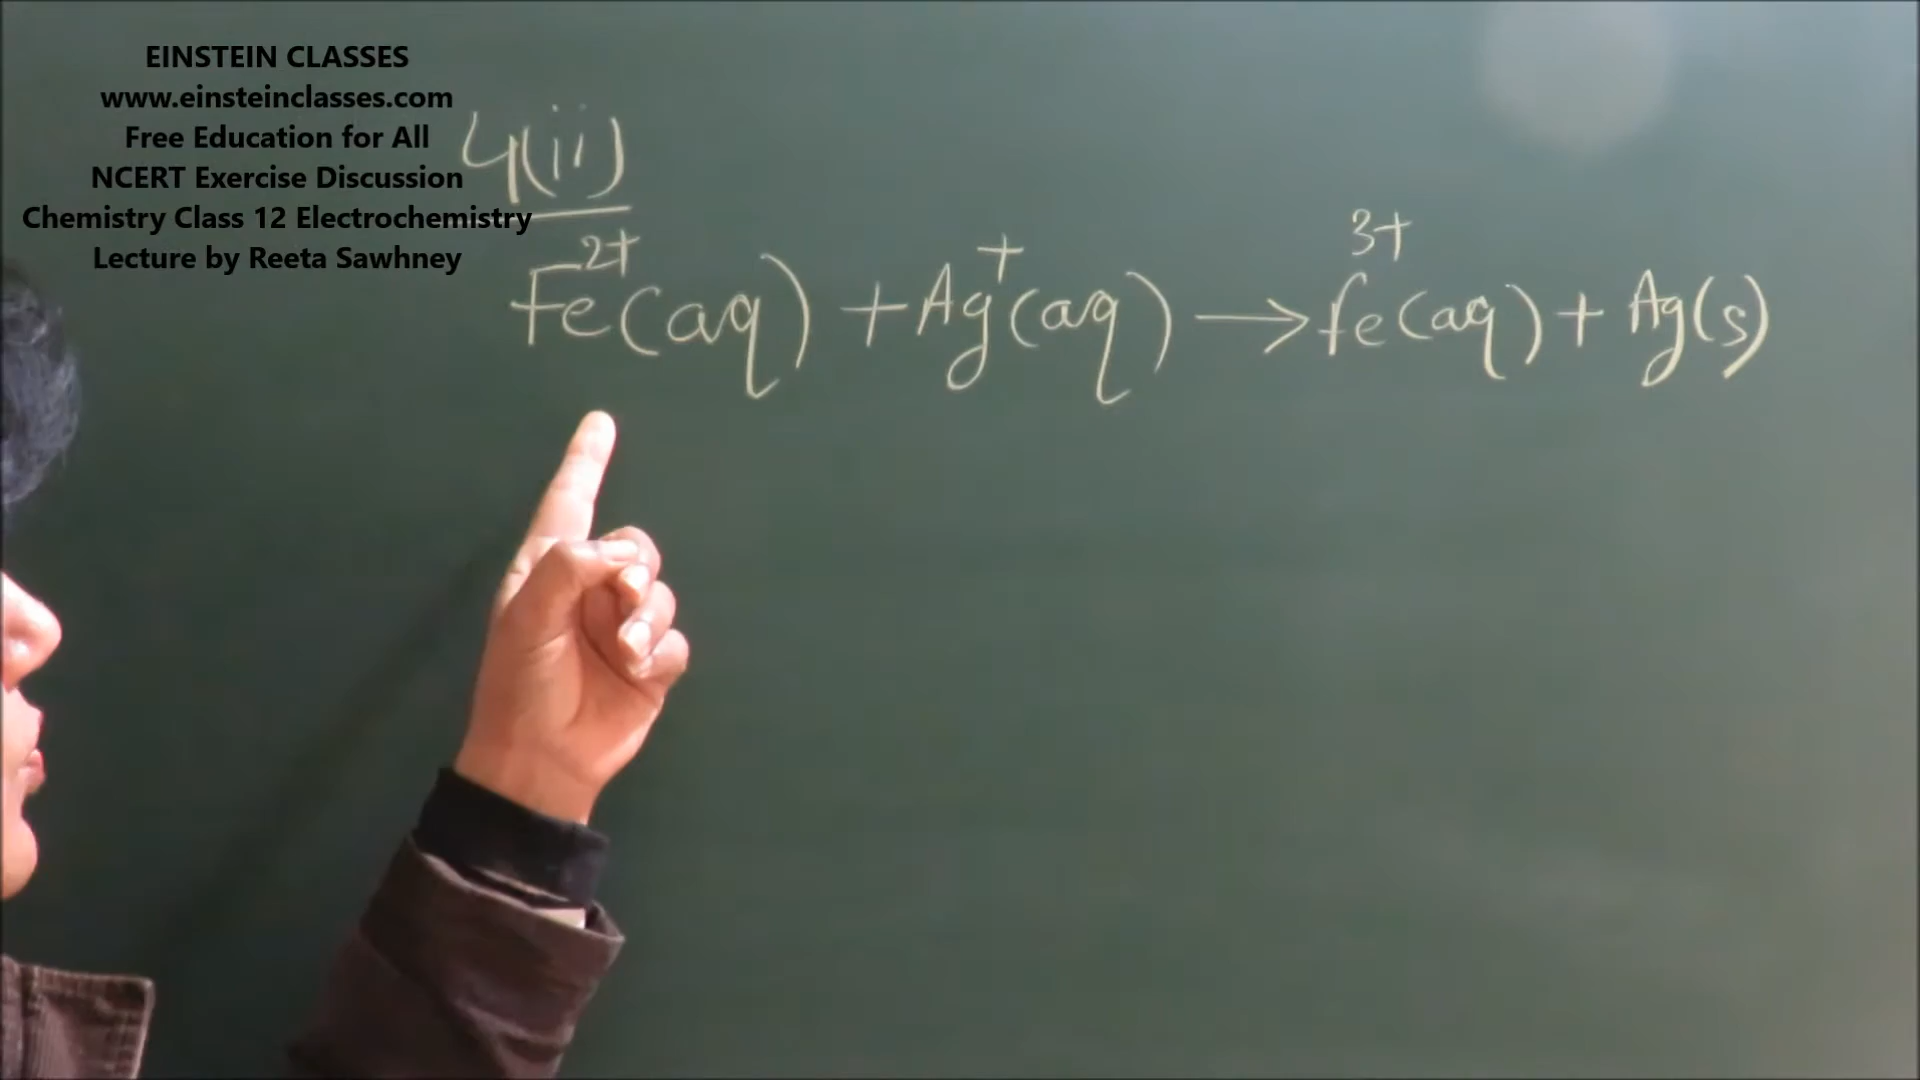 EINSTEIN CLASSES
www.einsteinclasses.com
Free Education for All
NCERT Exercise Discussion
Chemistry Class 12 Electrochemistry
Lecture by Reeta Sawhney
4(ii)
Fe²⁺(aq) + Ag⁺(aq) → fe³⁺(aq) + Ag(s)